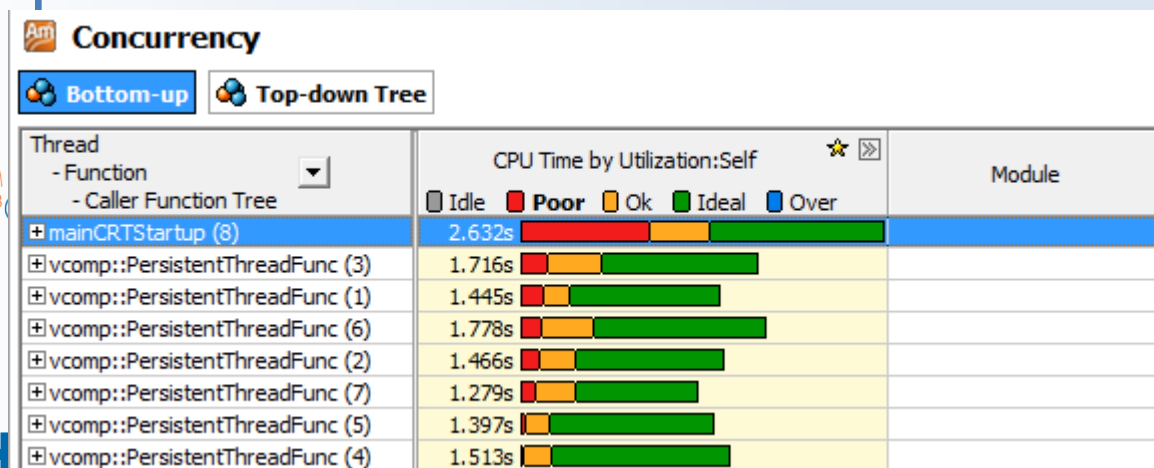 Am
Concurrency
Bottom-up Top-down Tree
Thread
- Function
- Caller Function Tree
CPU Time by Utilization:Self
Idle Poor Ok Ideal Over
Module
mainCRTStartup (8) 2.632s
vcomp::PersistentThreadFunc (3) 1.716s
vcomp::PersistentThreadFunc (1) 1.445s
vcomp::PersistentThreadFunc (6) 1.778s
vcomp::PersistentThreadFunc (2) 1.466s
vcomp::PersistentThreadFunc (7) 1.279s
vcomp::PersistentThreadFunc (5) 1.397s
vcomp::PersistentThreadFunc (4) 1.513s